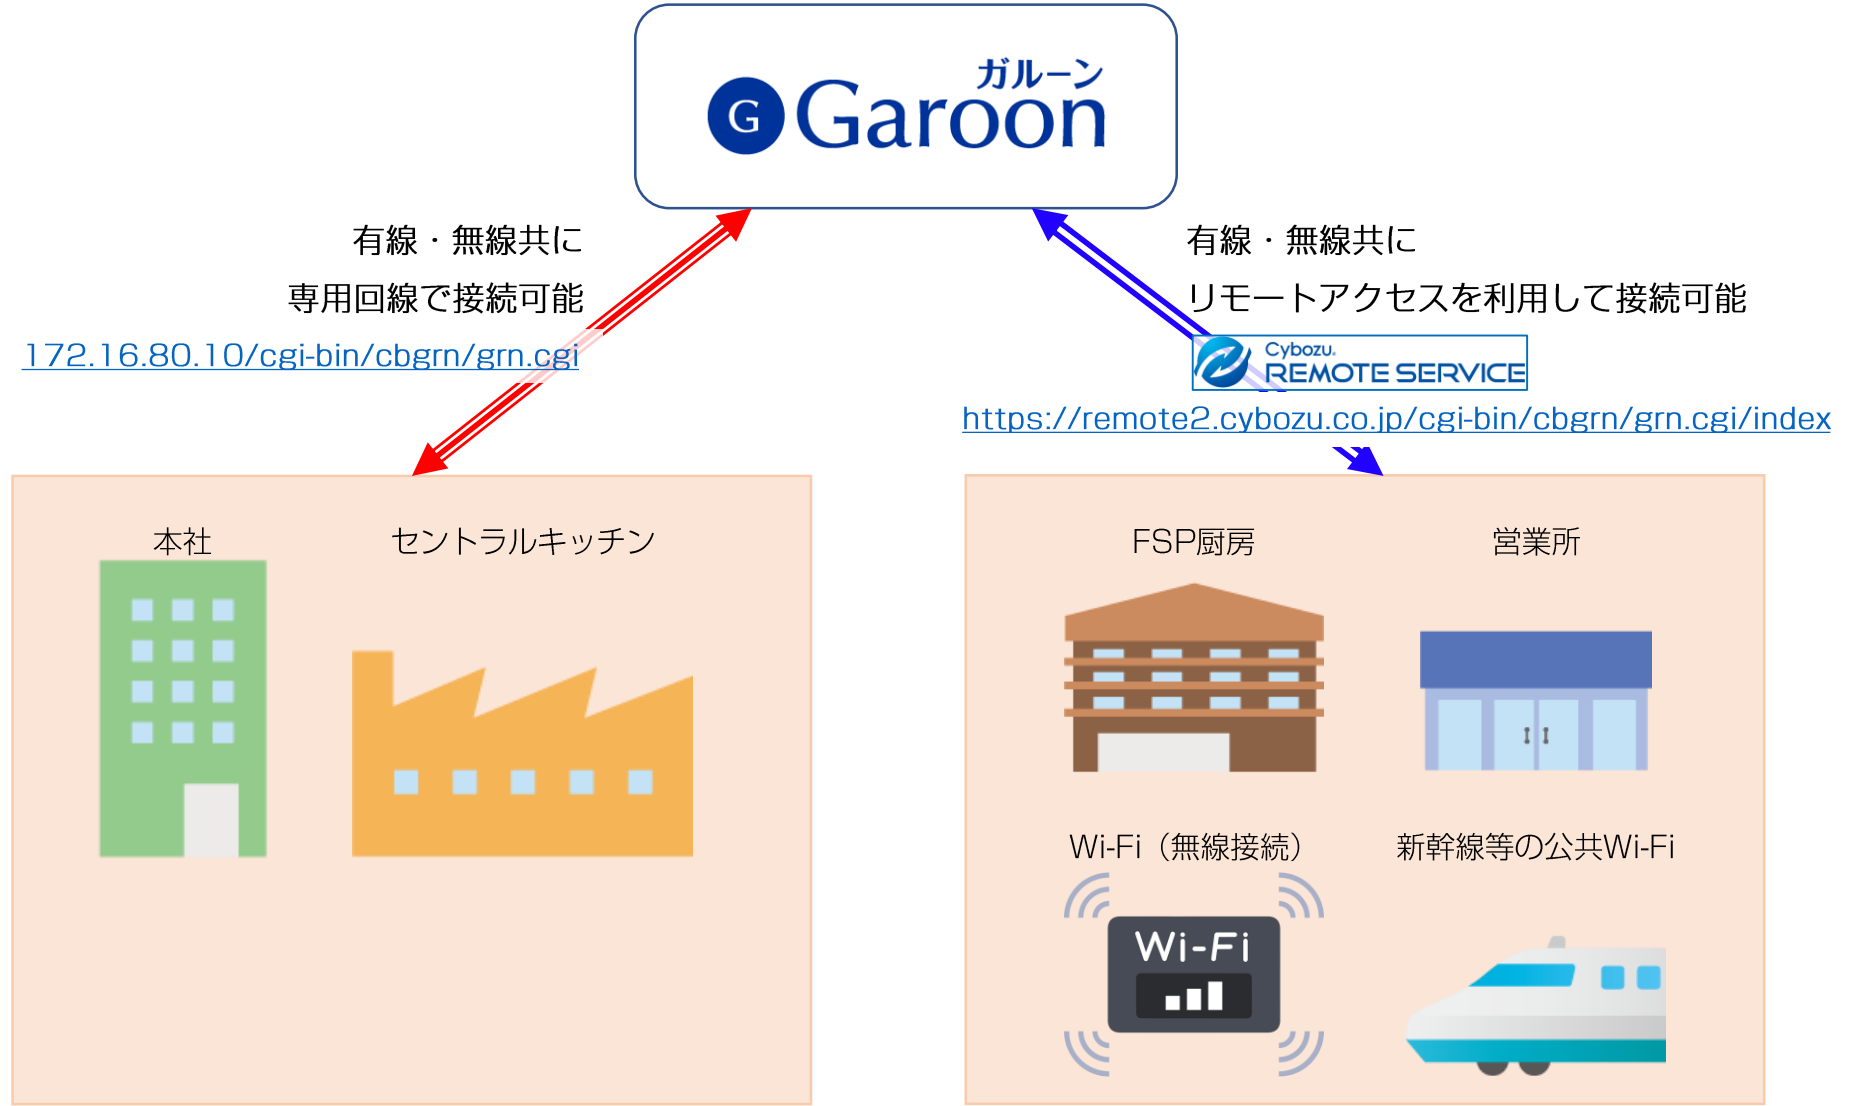 ガルーン
G Garoon
有線・無線共に
専用回線で接続可能
172.16.80.10/cgi-bin/cbgrn/grn.cgi
有線・無線共に
リモートアクセスを利用して接続可能
Cybozu.
REMOTE SERVICE
https://remote2.cybozu.co.jp/cgi-bin/cbgrn/grn.cgi/index
本社
セントラルキッチン
FSP厨房
営業所
Wi-Fi（無線接続）
新幹線等の公共Wi-Fi
Wi-Fi